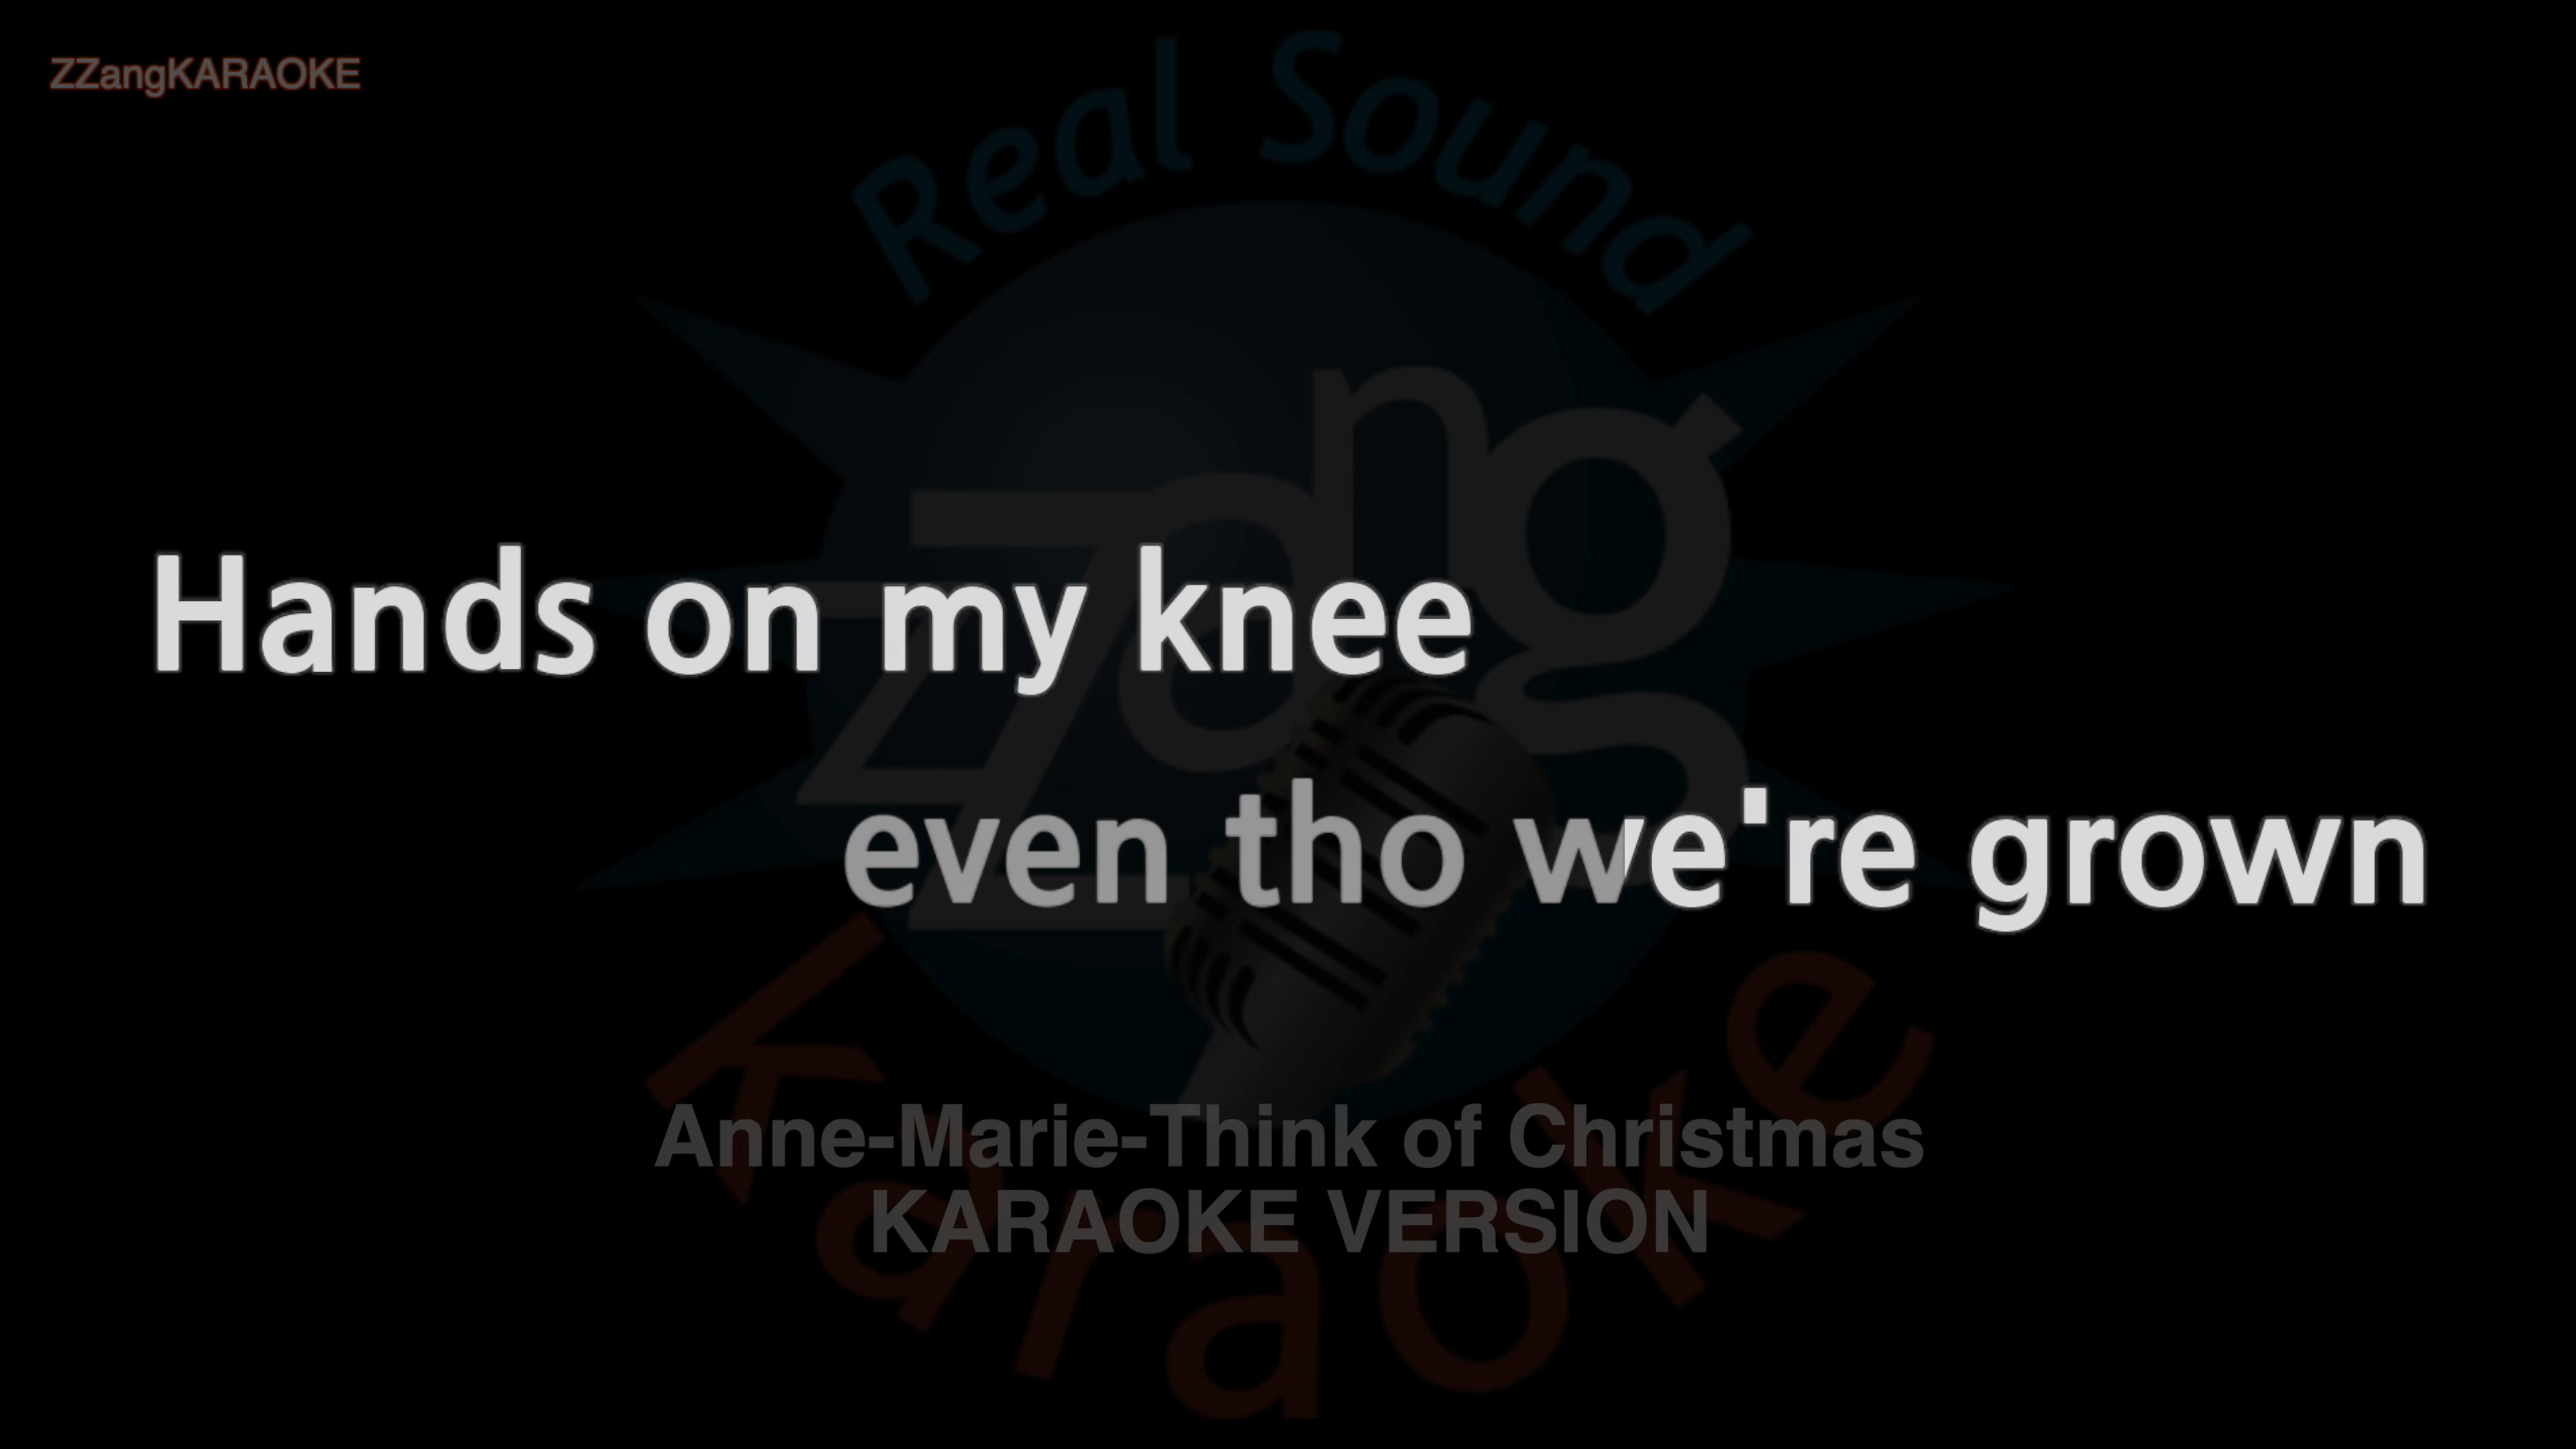 ZZangKARAOKE
Real Sound
ZZang
Hands on my knee
even tho we're grown
Anne-Marie-Think of Christmas
KARAOKE VERSION
Karaoke